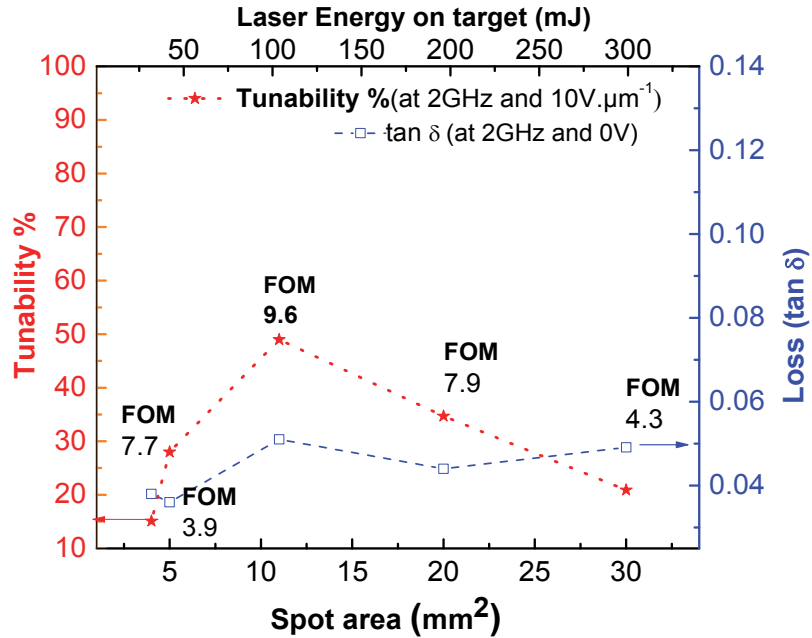 Laser Energy on target (mJ)
50 100 150 200 250 300
100
90
80
70
60
50
40
30
20
10
Tunability %
Tunability %(at 2GHz and 10V.µm⁻¹)
tan δ (at 2GHz and 0V)
FOM
9.6
FOM
7.9
FOM
4.3
FOM
7.7
FOM
3.9
0.14
0.12
0.10
0.08
0.06
0.04
Loss (tan δ)
5 10 15 20 25 30
Spot area (mm²)